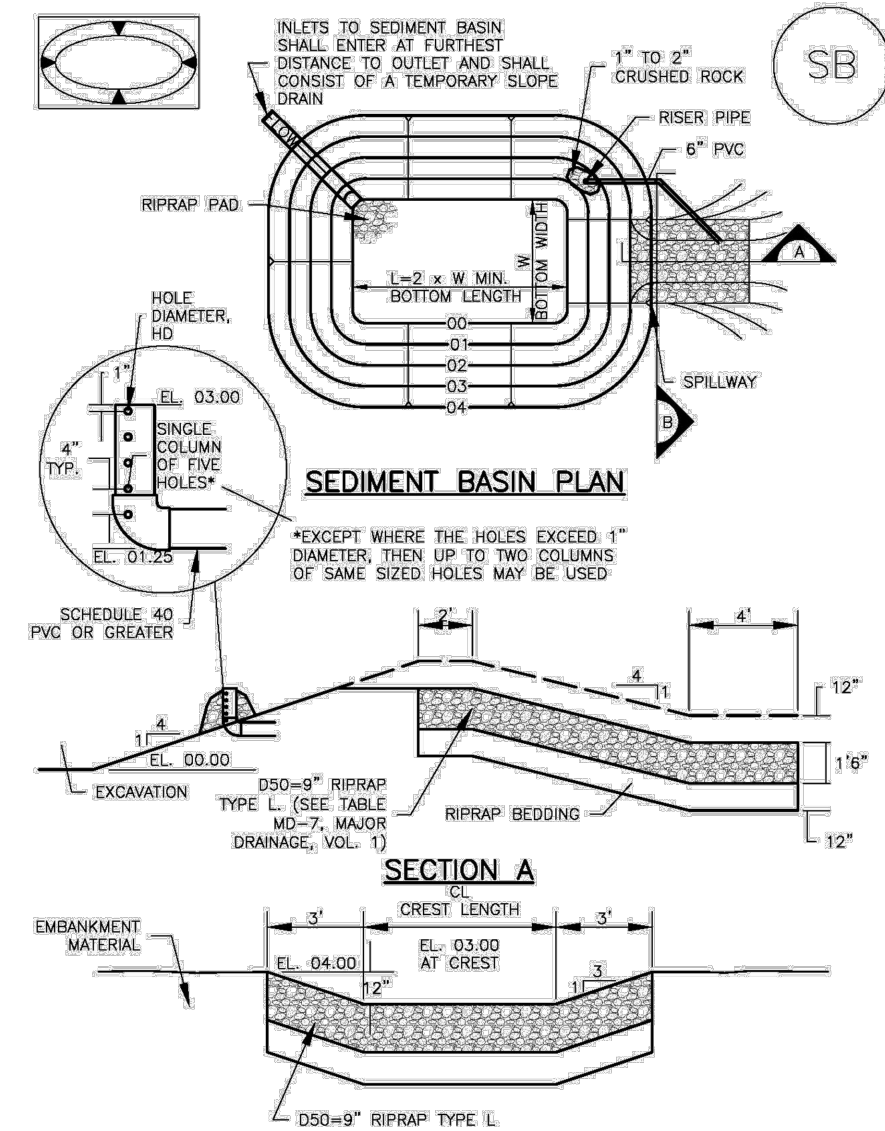 INLETS TO SEDIMENT BASIN
SHALL ENTER AT FURTHEST
DISTANCE TO OUTLET AND SHALL
CONSIST OF A TEMPORARY SLOPE
DRAIN
1" TO 2"
CRUSHED ROCK
SB
RISER PIPE
6" PVC
FLOW
RIPRAP PAD
W
BOTTOM WIDTH
L=2 x W MIN.
BOTTOM LENGTH
A
00
01
02
03
04
SPILLWAY
B
HOLE
DIAMETER,
HD
1"
EL. 03.00
4"
TYP.
SINGLE
COLUMN
OF FIVE
HOLES*
EL. 01.25
SEDIMENT BASIN PLAN
*EXCEPT WHERE THE HOLES EXCEED 1"
DIAMETER, THEN UP TO TWO COLUMNS
OF SAME SIZED HOLES MAY BE USED
SCHEDULE 40
PVC OR GREATER
2'
4'
4
1
12"
4
1
EL. 00.00
EXCAVATION
1'6"
D50=9" RIPRAP
TYPE L. (SEE TABLE
MD-7, MAJOR
DRAINAGE, VOL. 1)
RIPRAP BEDDING
12"
SECTION A
CL
CREST LENGTH
3'
3'
EMBANKMENT
MATERIAL
EL. 04.00
EL. 03.00
AT CREST
12"
3
1
D50=9" RIPRAP TYPE L